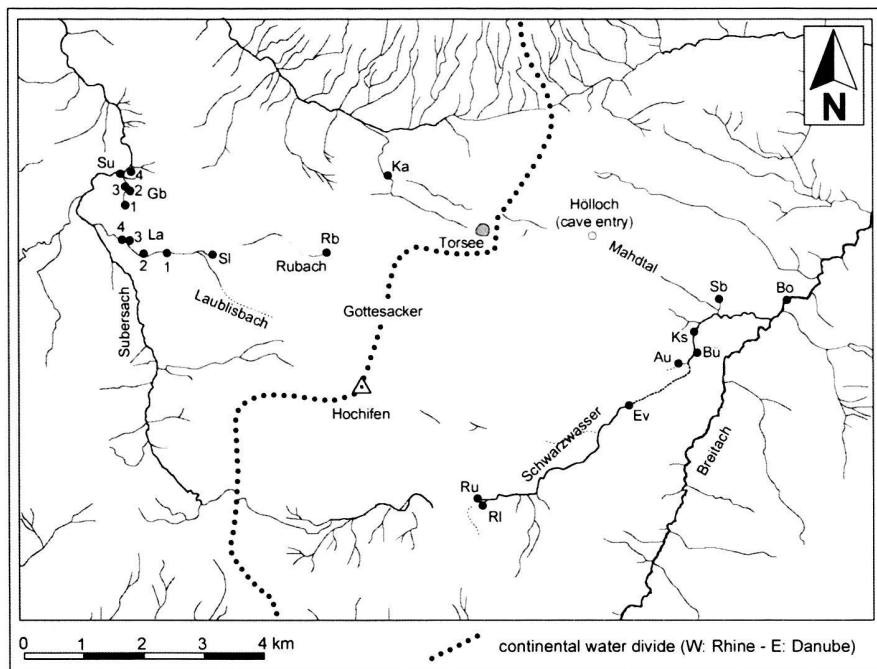 N
Su
4
3
2
Gb
1
Ka
4
La
3
2
1
Sl
Rb
Rubach
Torsee
Hölloch
(cave entry)
Mahdtal
Laublisbach
Gottesacker
Subersach
Sb
Bo
Ks
Au
Bü
Hochifen
Ev
Schwarzwasser
Breitach
Ru
Rl
0 1 2 3 4 km
continental water divide (W: Rhine - E: Danube)